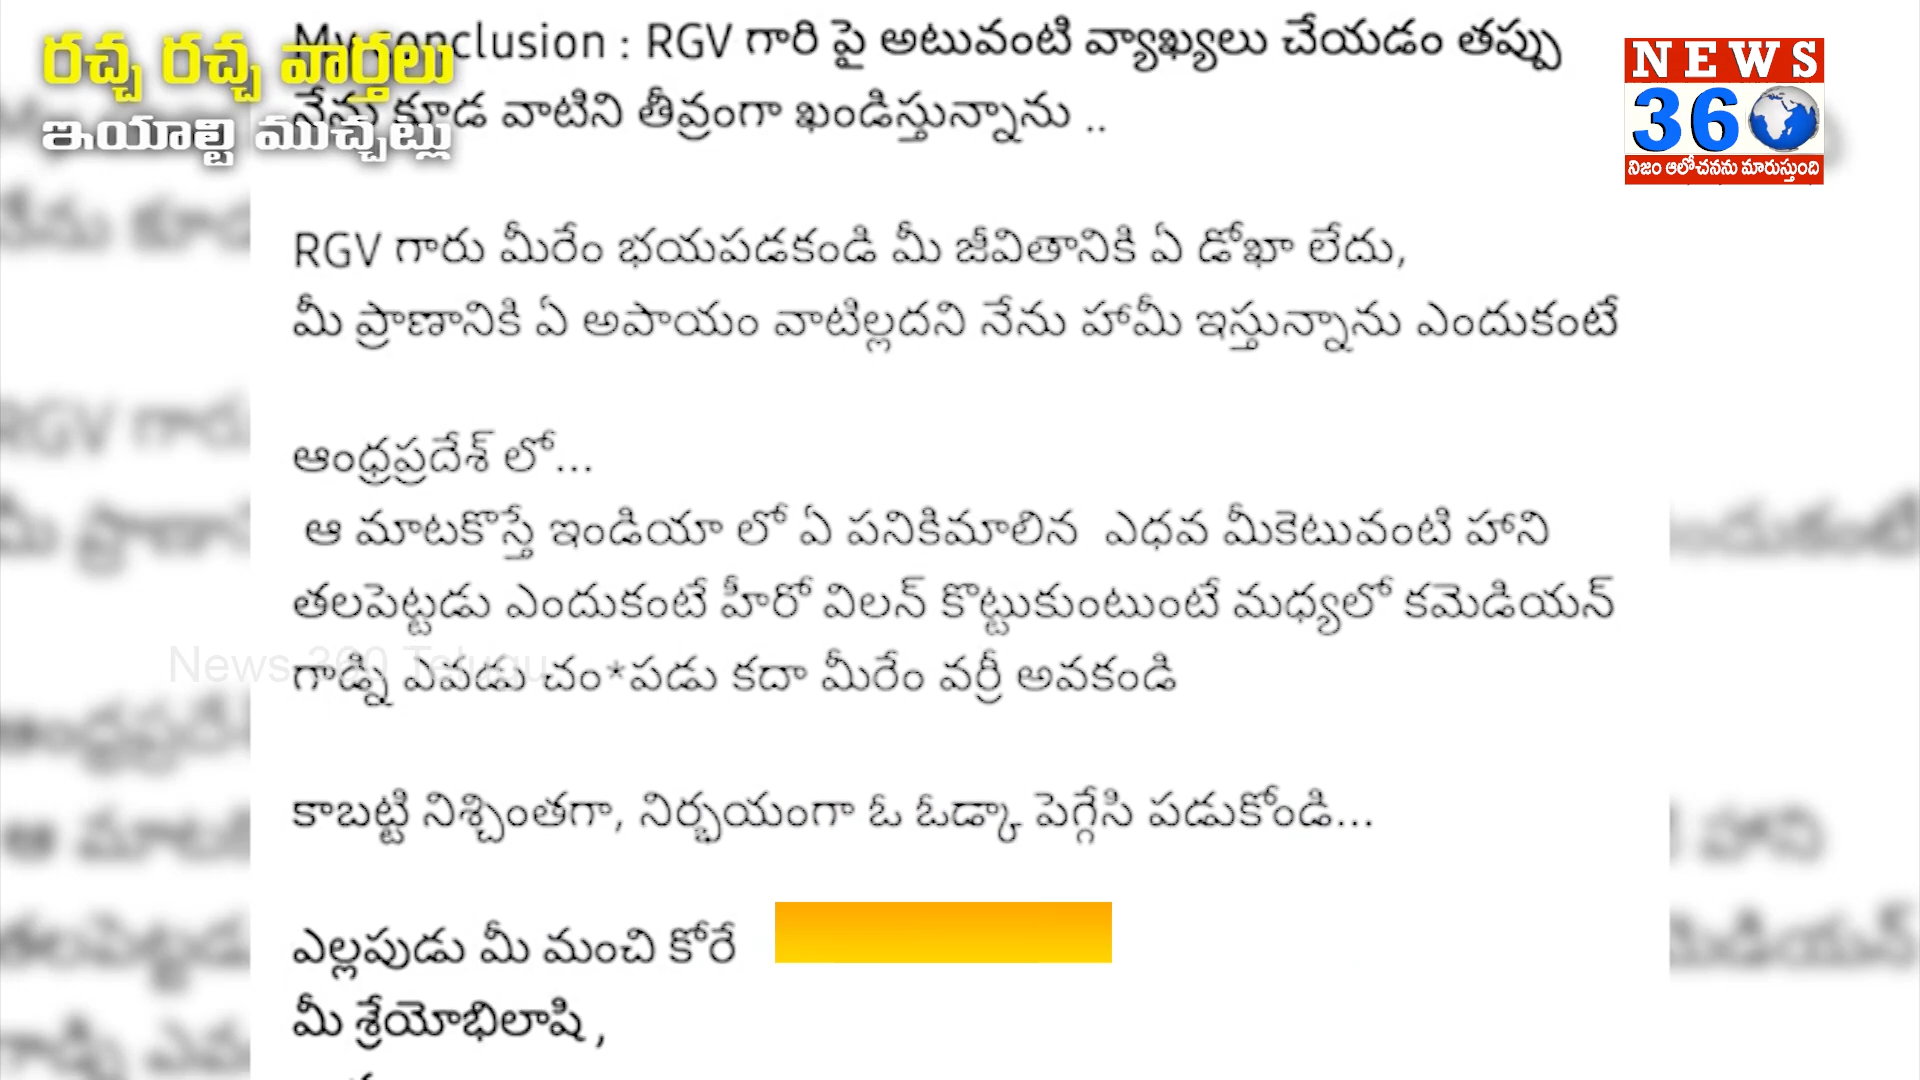 రచ్చ రచ్చ వార్తలు
ఇయాల్టి ముచ్చట్లు
NEWS
360
నిజం ఆలోచనను మారుస్తుంది
My conclusion : RGV గారి పై అటువంటి వ్యాఖ్యలు చేయడం తప్పు
నేను కూడ వాటిని తీవ్రంగా ఖండిస్తున్నాను ..
RGV గారు మీరేం భయపడకండి మీ జీవితానికి ఏ డోఖా లేదు,
మీ ప్రాణానికి ఏ అపాయం వాటిల్లదని నేను హామీ ఇస్తున్నాను ఎందుకంటే
ఆంధ్రప్రదేశ్ లో...
ఆ మాటకొస్తే ఇండియా లో ఏ పనికిమాలిన ఎధవ మీకెటువంటి హాని
తలపెట్టడు ఎందుకంటే హీరో విలన్ కొట్టుకుంటుంటే మధ్యలో కమెడియన్
గాడ్ని ఎవడు చం*పడు కదా మీరేం వర్రీ అవకండి
News 360 Telugu
కాబట్టి నిశ్చింతగా, నిర్భయంగా ఓ ఓడ్కా పెగ్గేసి పడుకోండి...
ఎల్లపుడు మీ మంచి కోరే
మీ శ్రేయోభిలాషి ,